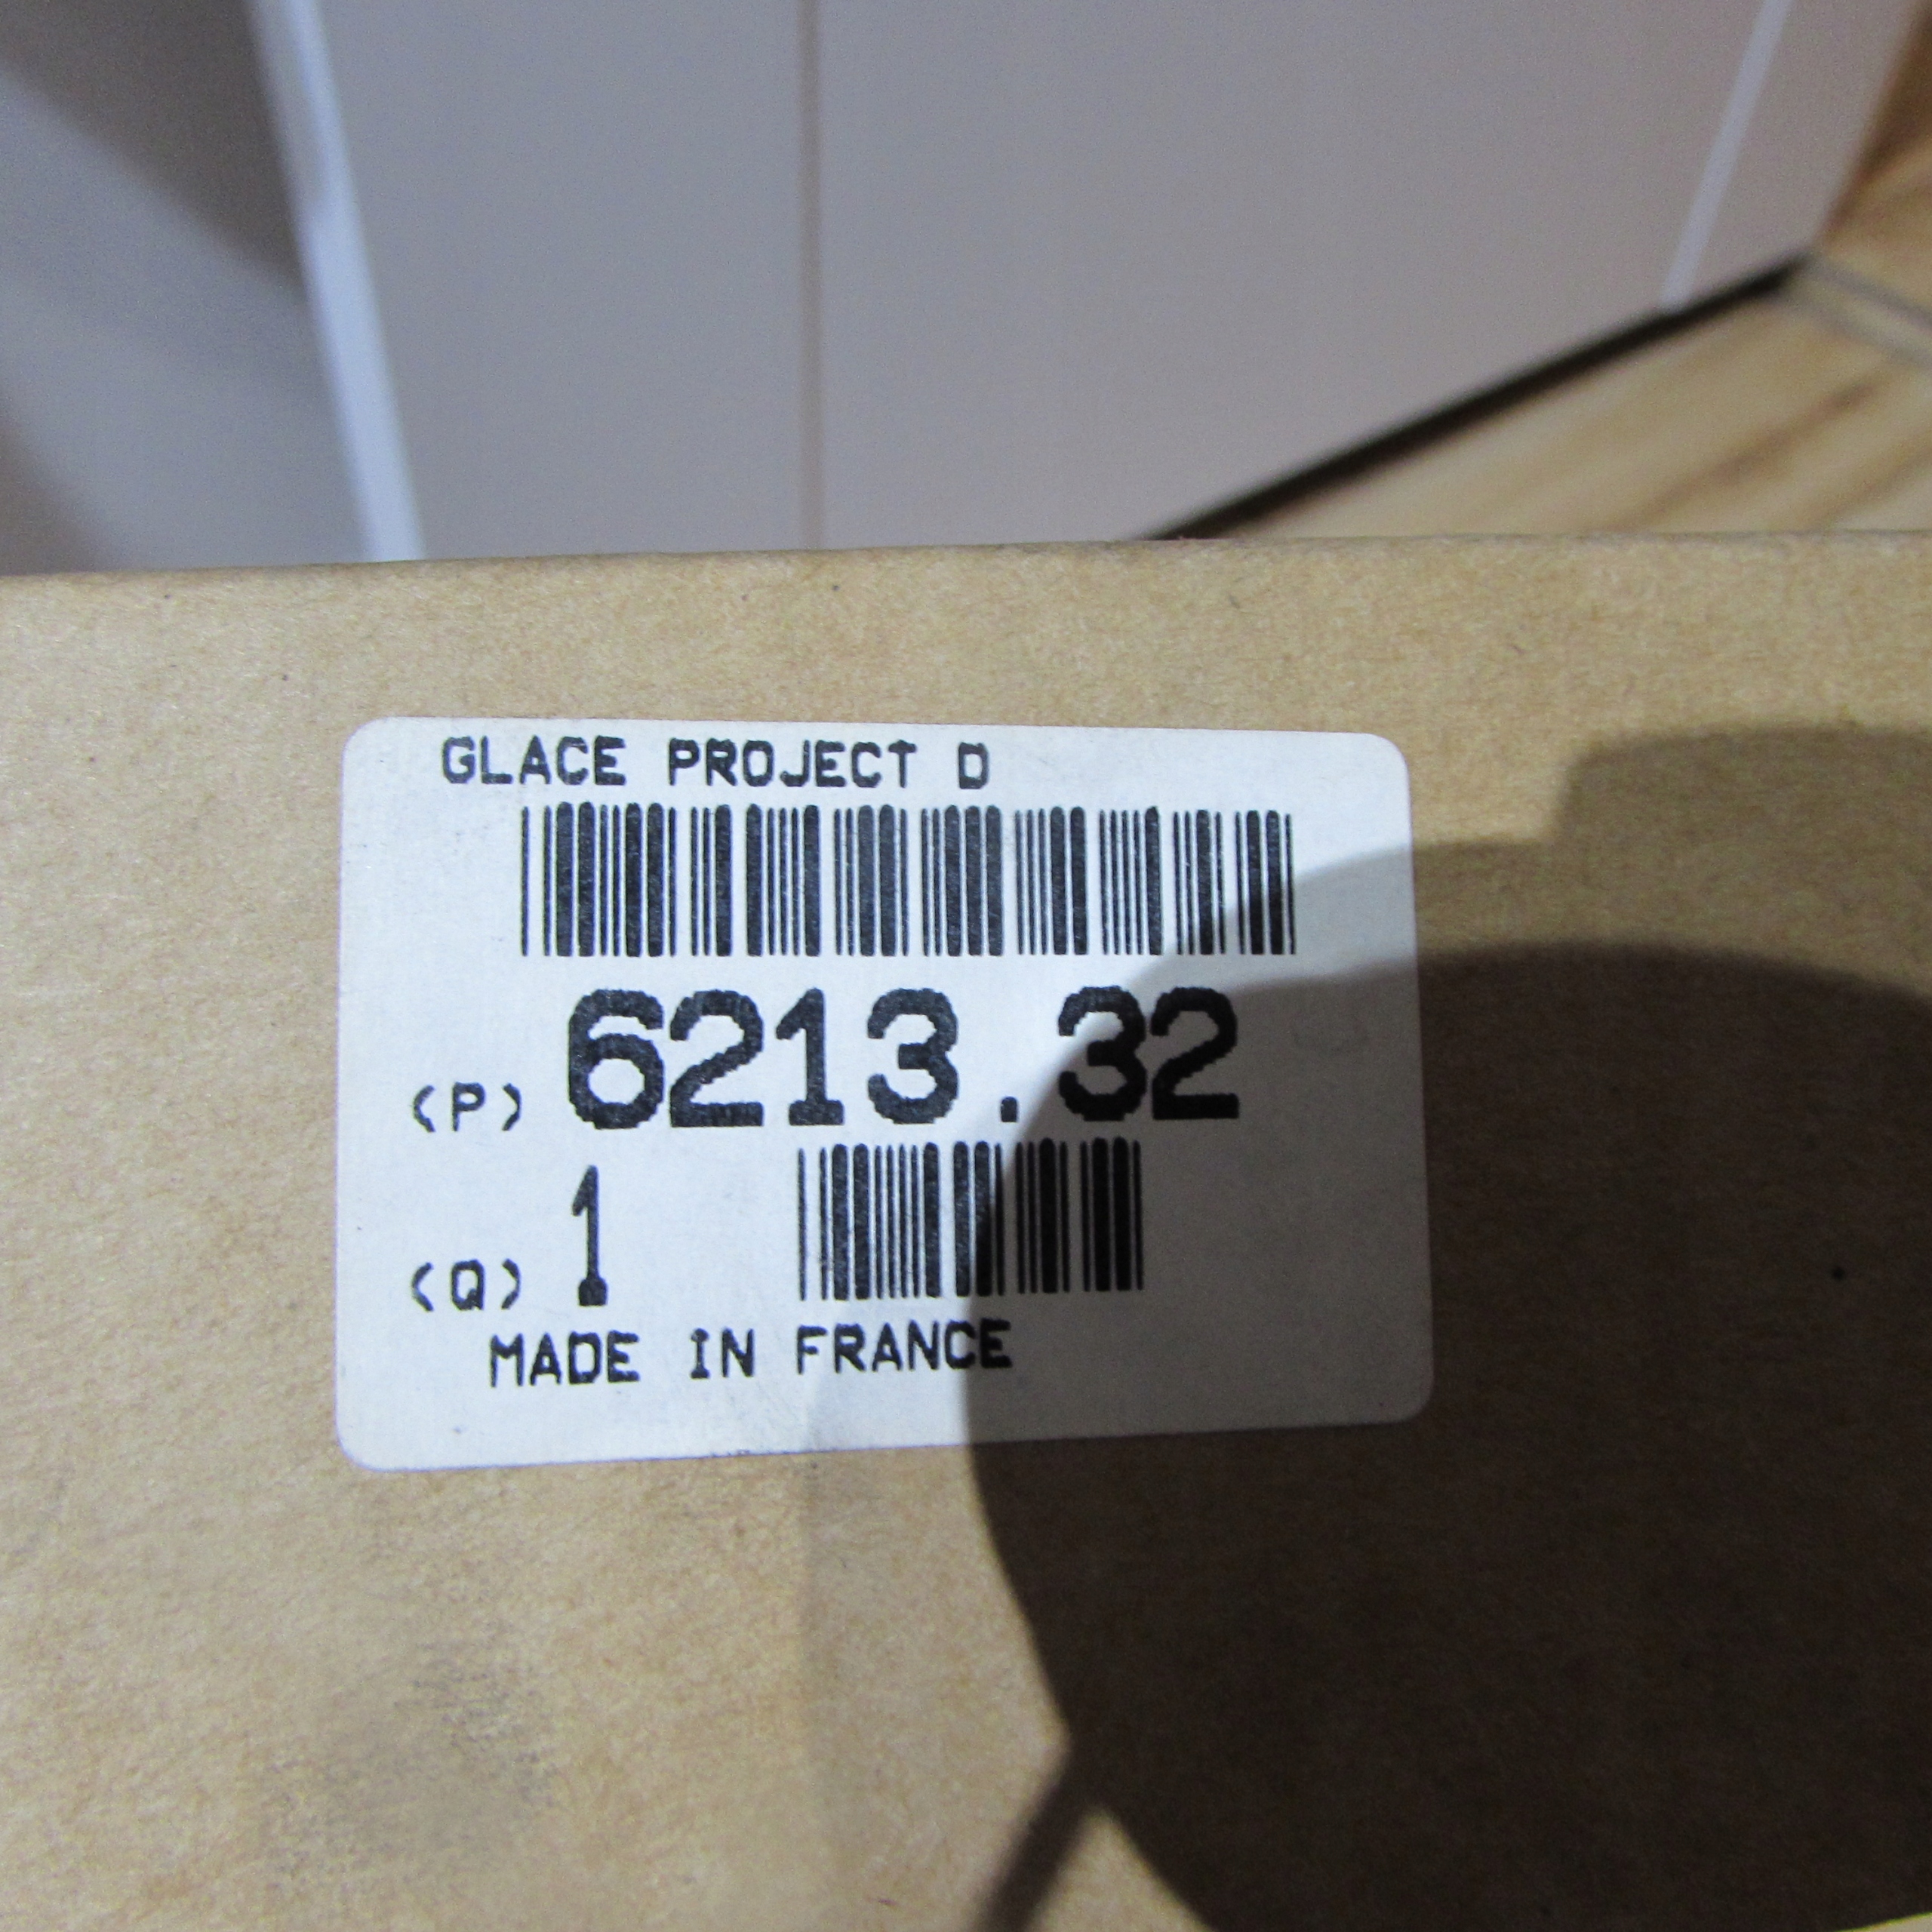 GLACE PROJECT D
(P) 6213.32
(Q) 1
MADE IN FRANCE